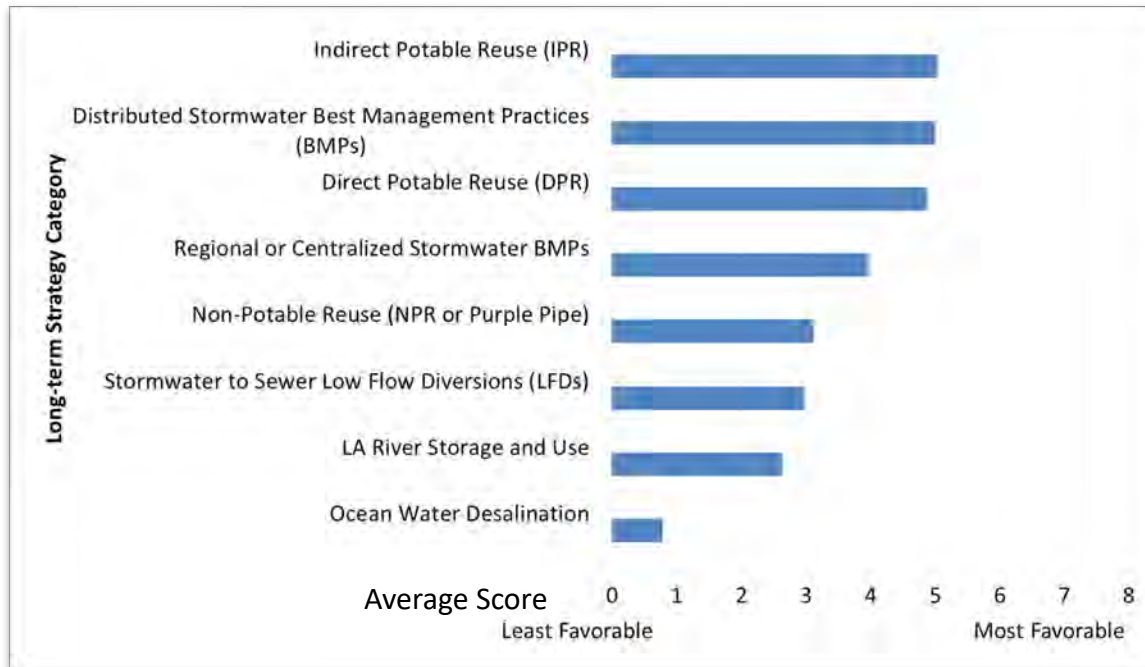 Indirect Potable Reuse (IPR)
Distributed Stormwater Best Management Practices
(BMPs)
Direct Potable Reuse (DPR)
Regional or Centralized Stormwater BMPs
Non-Potable Reuse (NPR or Purple Pipe)
Stormwater to Sewer Low Flow Diversions (LFDs)
LA River Storage and Use
Ocean Water Desalination
Long-term Strategy Category
Average Score
0 1 2 3 4 5 6 7 8
Least Favorable
Most Favorable